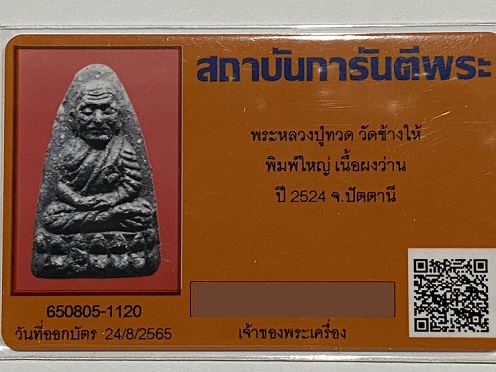 สถาบันการันตีพระ
พระหลวงปู่ทวด วัดช้างให้
พิมพ์ใหญ่ เนื้อผงว่าน
ปี 2524 จ.ปัตตานี
650805-1120
วันที่ออกบัตร 24/8/2565
เจ้าของพระเครื่อง